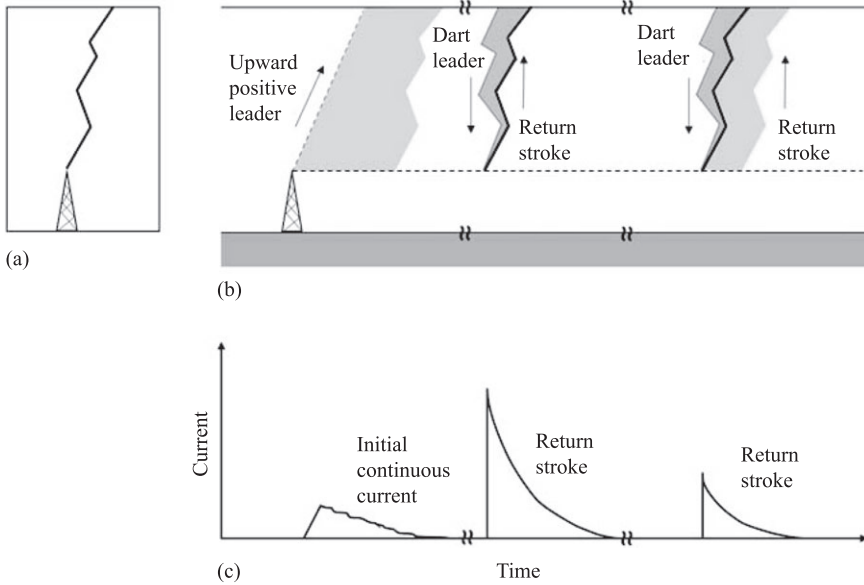 (a)
Upward
positive
leader
Dart
leader
Return
stroke
Dart
leader
Return
stroke
(b)
Current
Initial
continuous
current
Return
stroke
Return
stroke
(c)
Time